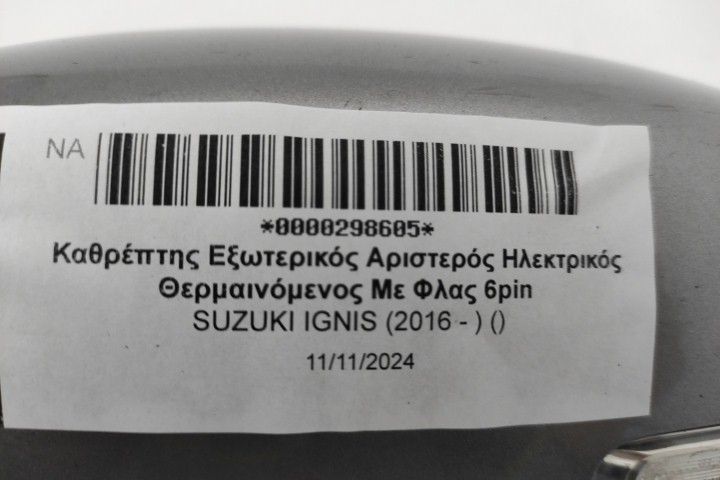 NA
*0000298605*
Καθρέπτης Εξωτερικός Αριστερός Ηλεκτρικός
Θερμαινόμενος Με Φλας 6pin
SUZUKI IGNIS (2016 - ) ()
11/11/2024